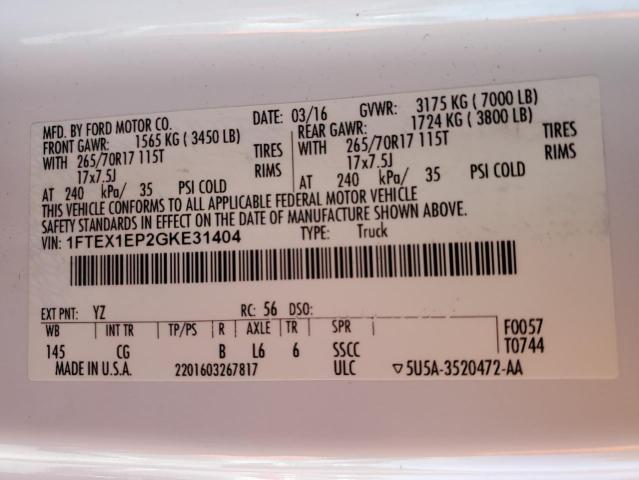 MFD. BY FORD MOTOR CO.
DATE: 03/16 GVWR: 3175 KG (7000 LB)
FRONT GAWR: 1565 KG (3450 LB) REAR GAWR: 1724 KG (3800 LB)
WITH 265/70R17 115T TIRES WITH 265/70R17 115T TIRES
17x7.5J RIMS 17x7.5J RIMS
AT 240 kPa/ 35 PSI COLD AT 240 kPa/ 35 PSI COLD
THIS VEHICLE CONFORMS TO ALL APPLICABLE FEDERAL MOTOR VEHICLE
SAFETY STANDARDS IN EFFECT ON THE DATE OF MANUFACTURE SHOWN ABOVE.
VIN: 1FTEX1EP2GKE31404 TYPE: Truck
EXT PNT: YZ RC: 56 DSO:
WB INT TR TP/PS R AXLE TR SPR F0057
145 CG B L6 6 SSCC T0744
MADE IN U.S.A. 2201603267817 ULC ▽5U5A-3520472-AA